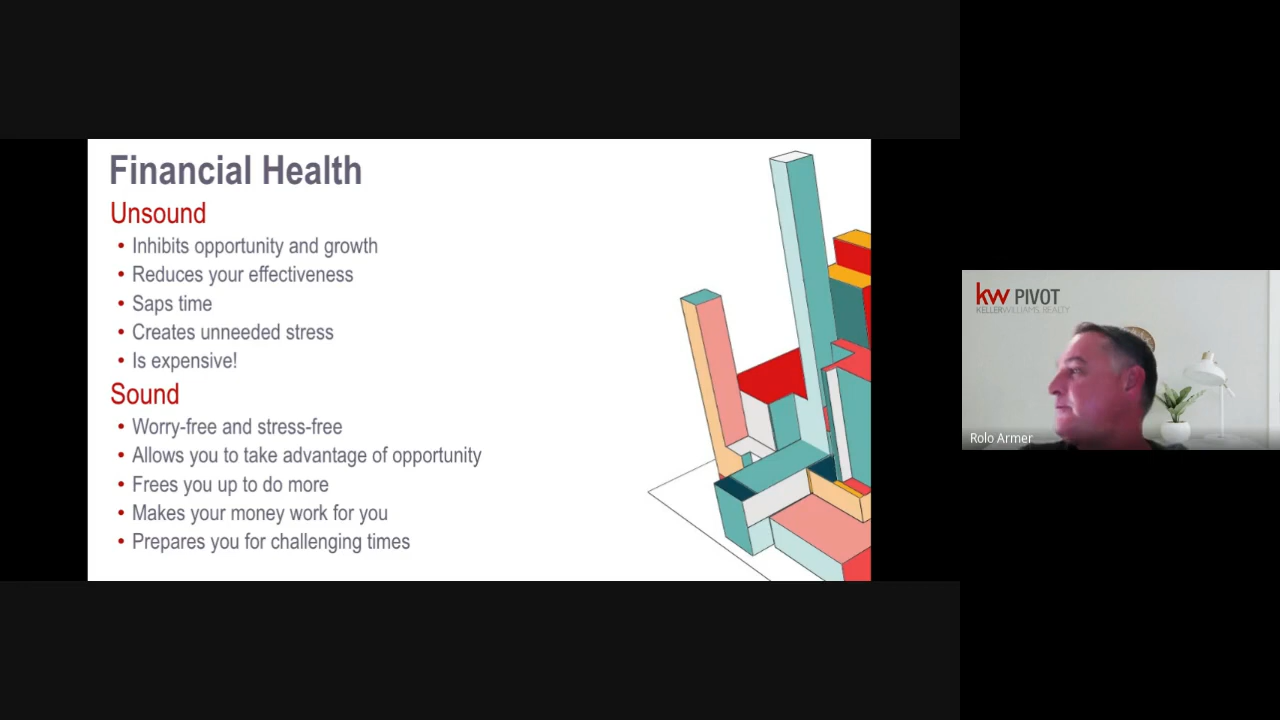 Financial Health
Unsound
• Inhibits opportunity and growth
• Reduces your effectiveness
• Saps time
• Creates unneeded stress
• Is expensive!
Sound
• Worry-free and stress-free
• Allows you to take advantage of opportunity
• Frees you up to do more
• Makes your money work for you
• Prepares you for challenging times
kw PIVOT
KELLERWILLIAMS. REALTY
Rolo Armer